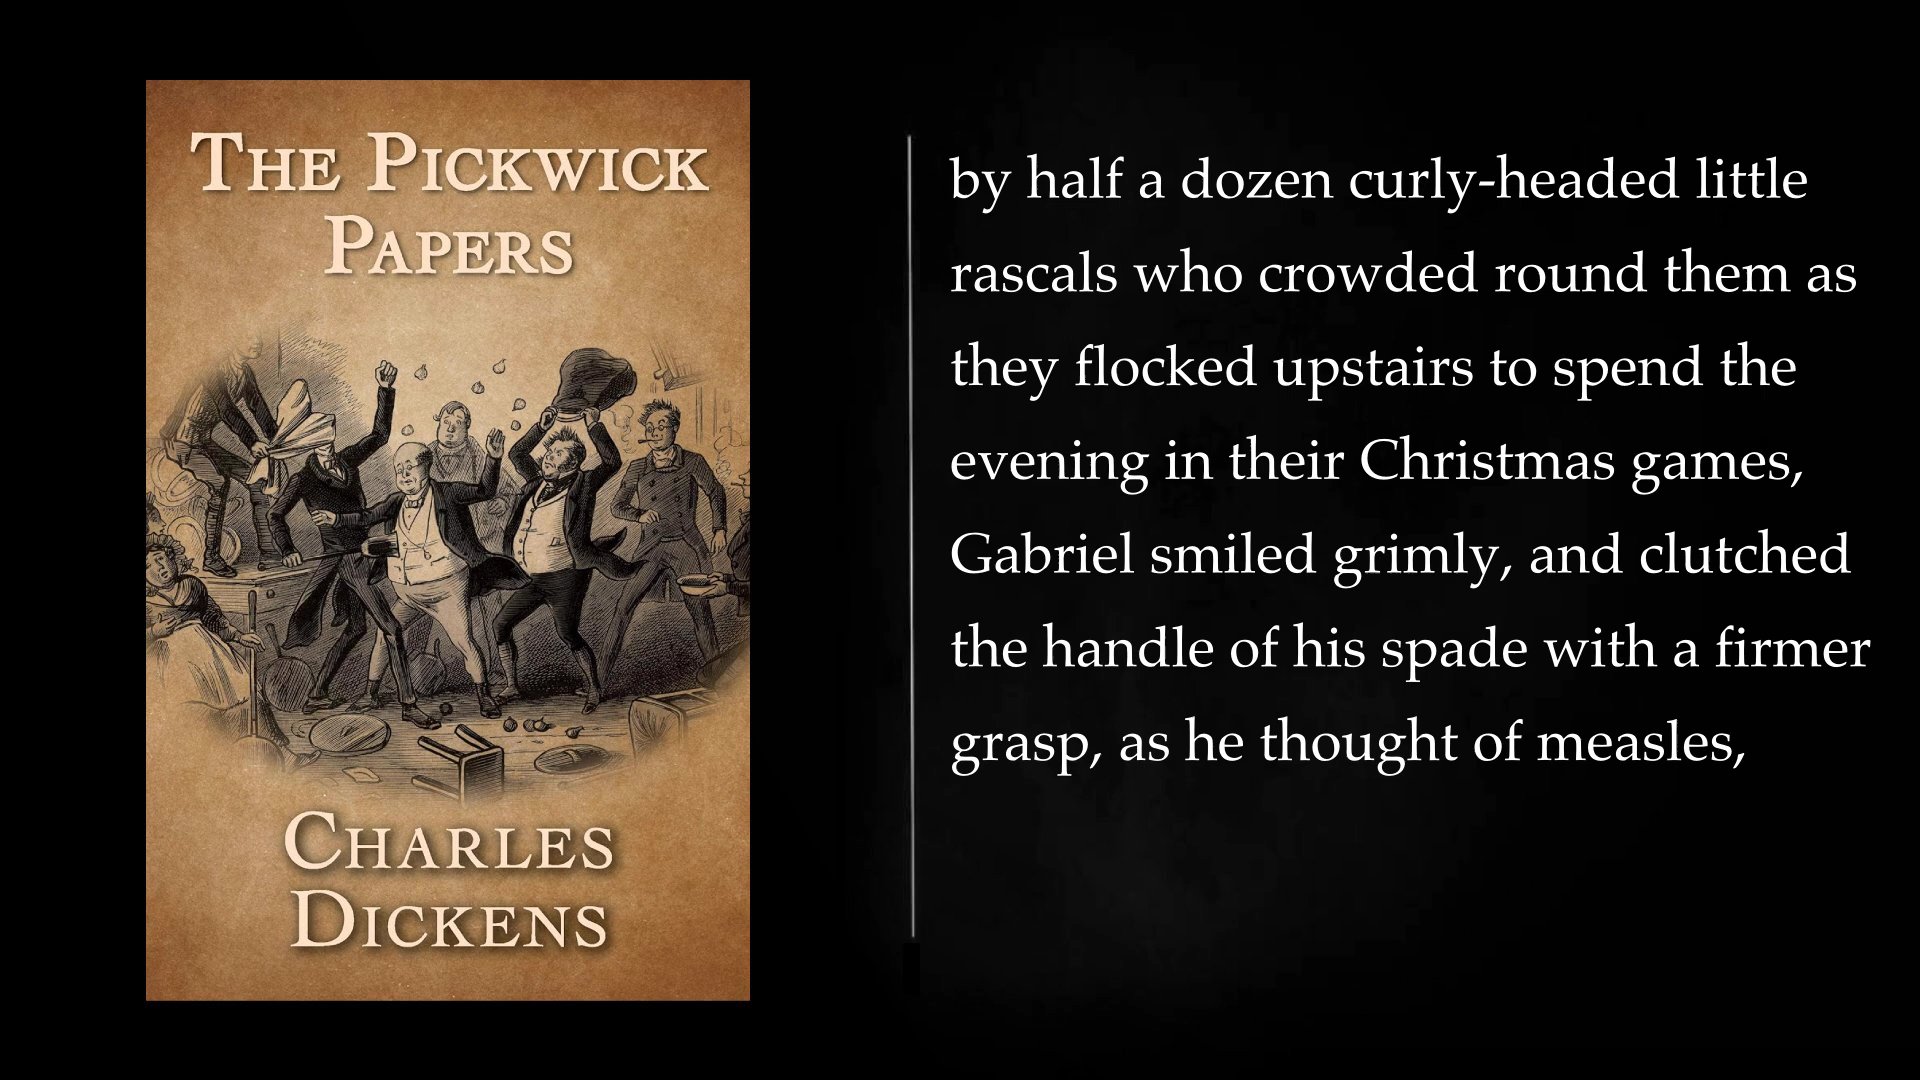 THE PICKWICK
PAPERS
CHARLES
DICKENS
by half a dozen curly-headed little
rascals who crowded round them as
they flocked upstairs to spend the
evening in their Christmas games,
Gabriel smiled grimly, and clutched
the handle of his spade with a firmer
grasp, as he thought of measles,